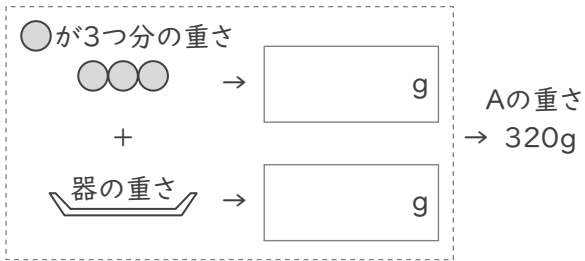 が3つ分の重さ
→ g
Aの重さ
+
→ 320g
器の重さ → g